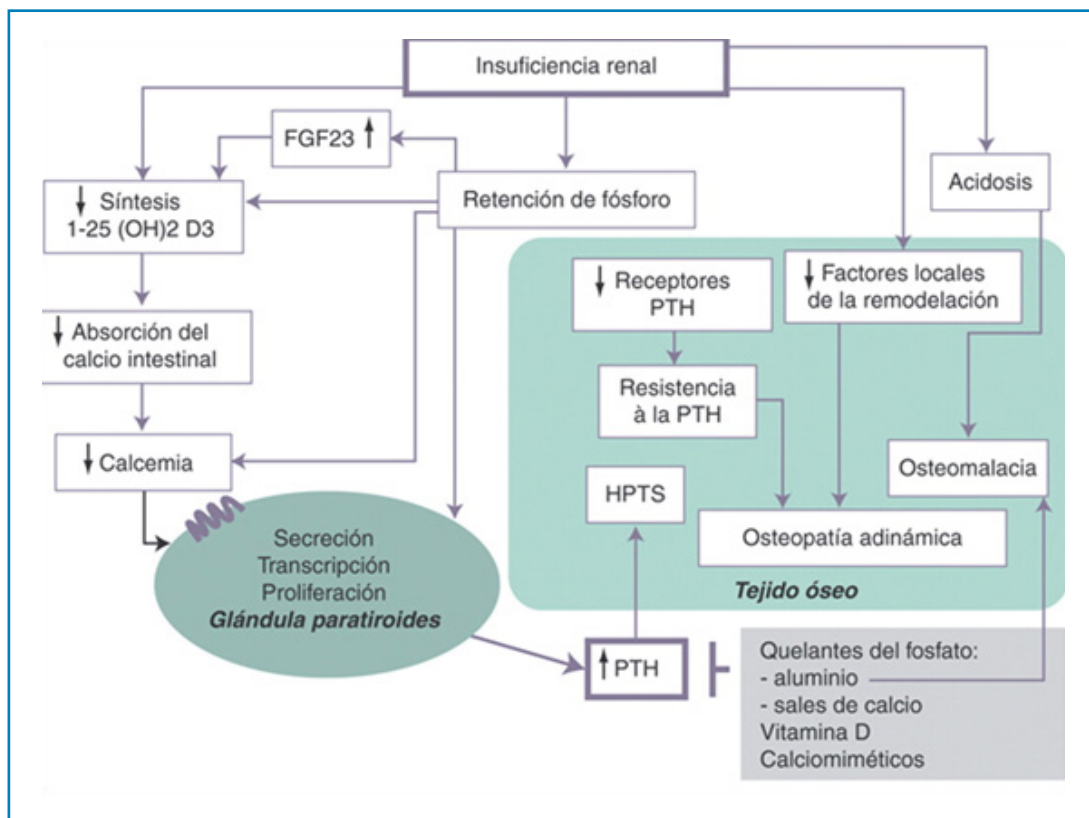 Insuficiencia renal
FGF23 ↑
Retención de fósforo
Acidosis
↓ Síntesis
1-25 (OH)2 D3
↓ Receptores
PTH
↓ Factores locales
de la remodelación
↓ Absorción del
calcio intestinal
Resistencia
à la PTH
↓ Calcemia
HPTS
Osteomalacia
Osteopatía adinámica
Tejido óseo
Secreción
Transcripción
Proliferación
Glándula paratiroides
↑ PTH
Quelantes del fosfato:
- aluminio
- sales de calcio
Vitamina D
Calciomiméticos